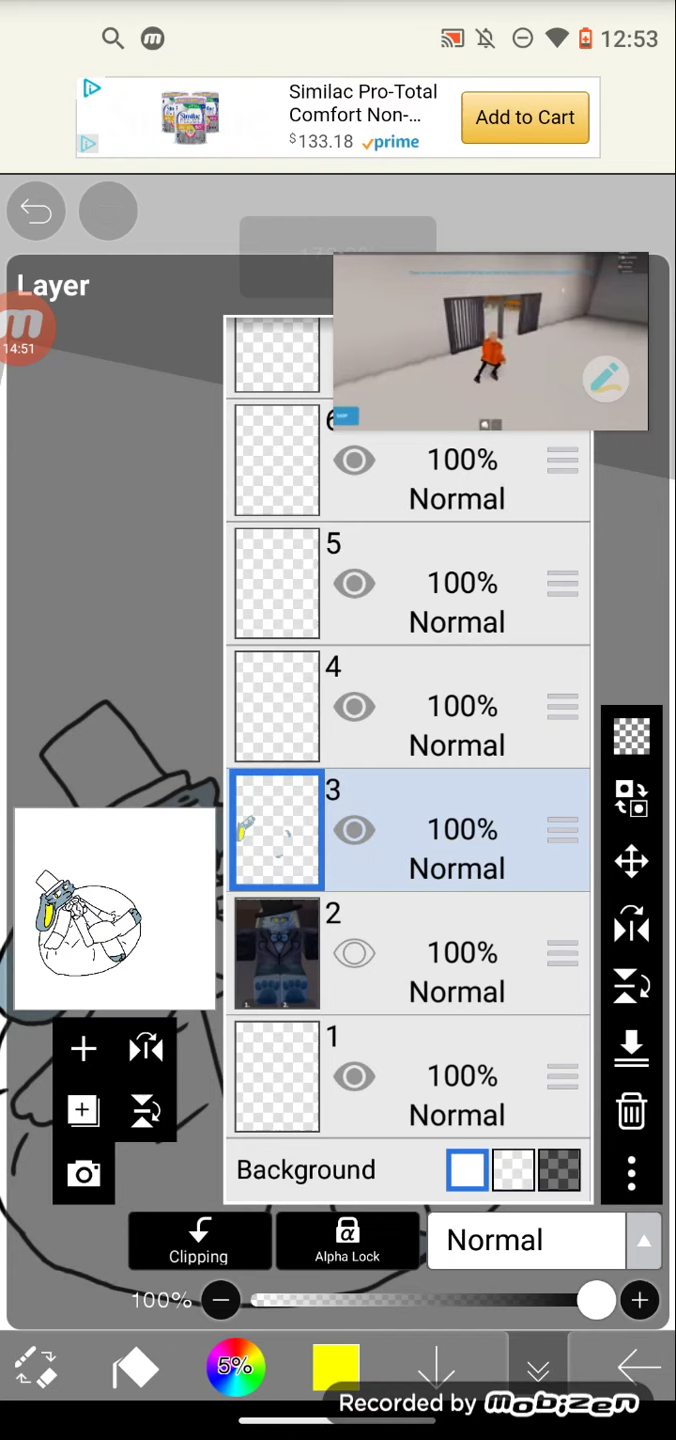 12:53
Similac Pro-Total
Comfort Non-...
$133.18 prime
Add to Cart
Layer
14:51
6
100%
Normal
5
100%
Normal
4
100%
Normal
3
100%
Normal
2
100%
Normal
1. 2.
1
100%
Normal
Background
Clipping
α
Alpha Lock
Normal
100%
5%
Recorded by mobizen